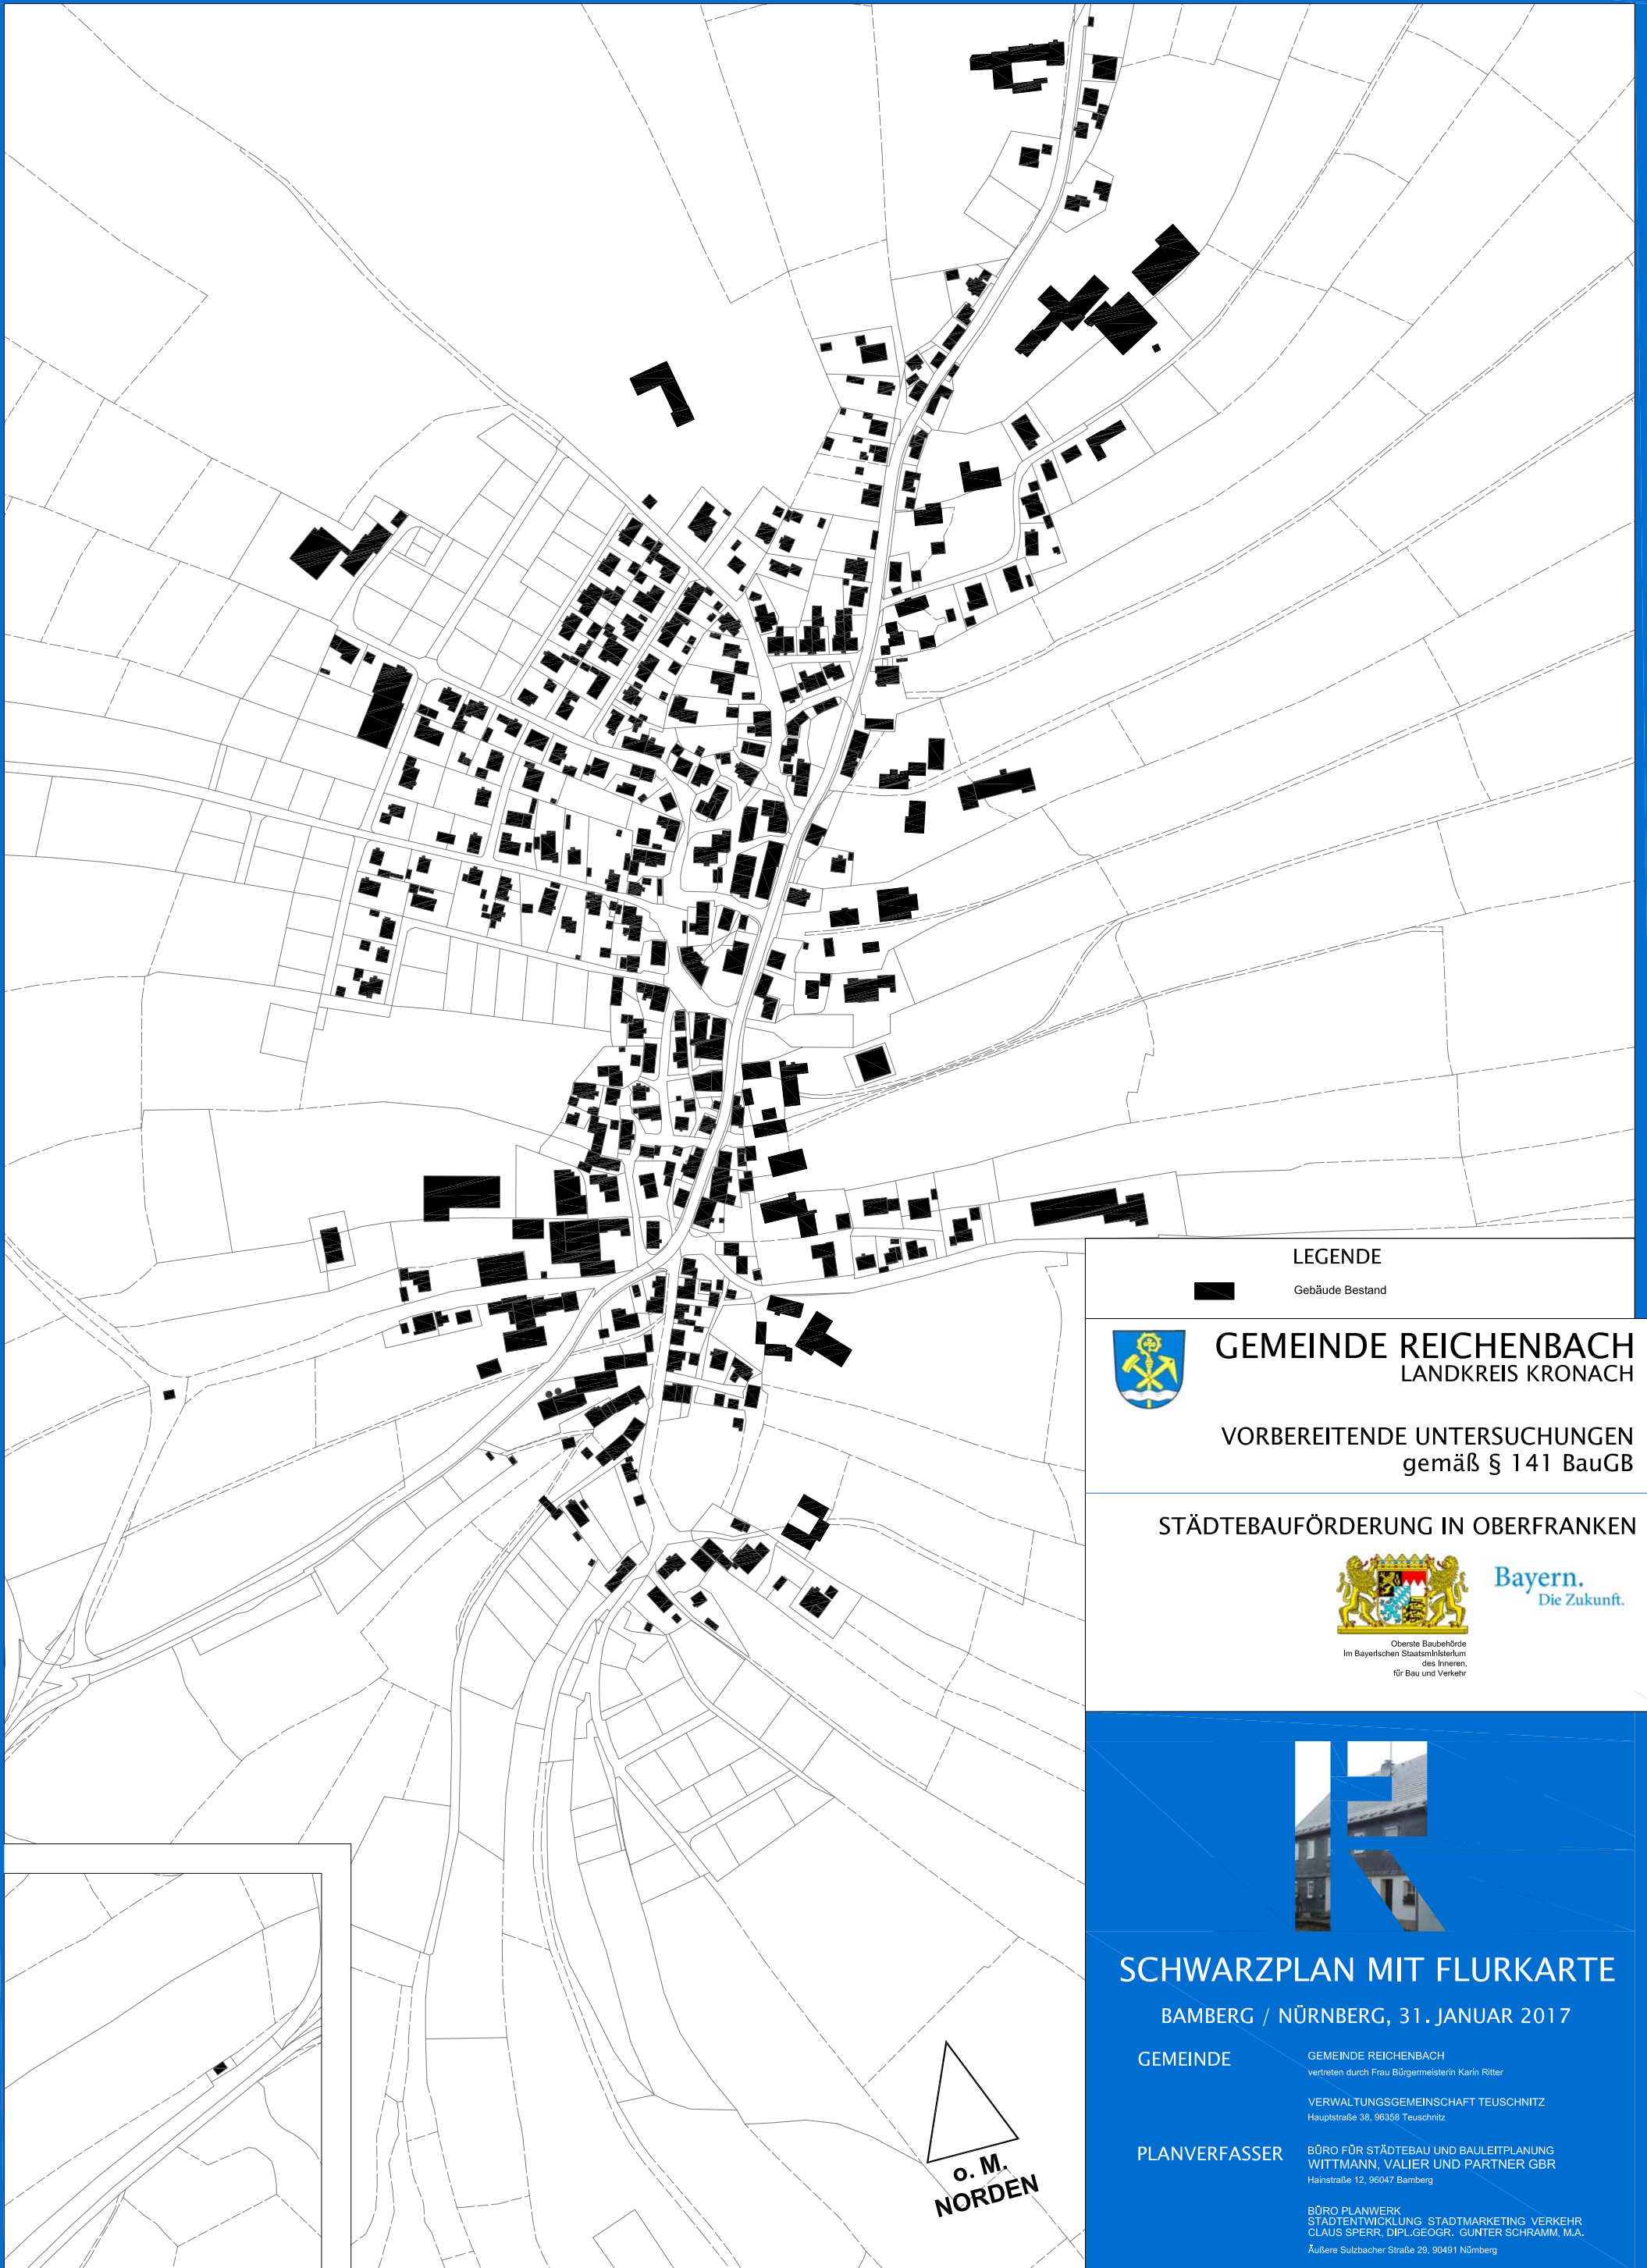 LEGENDE
Gebäude Bestand
GEMEINDE REICHENBACH
LANDKREIS KRONACH
VORBEREITENDE UNTERSUCHUNGEN
gemäß § 141 BauGB
STÄDTEBAUFÖRDERUNG IN OBERFRANKEN
Bayern.
Die Zukunft.
Oberste Baubehörde
Im Bayerischen Staatsministerium
des Inneren,
für Bau und Verkehr
SCHWARZPLAN MIT FLURKARTE
BAMBERG / NÜRNBERG, 31. JANUAR 2017
GEMEINDE
GEMEINDE REICHENBACH
vertreten durch Frau Bürgermeisterin Karin Ritter
VERWALTUNGSGEMEINSCHAFT TEUSCHNITZ
Hauptstraße 38, 96358 Teuschnitz
PLANVERFASSER
BÜRO FÜR STÄDTEBAU UND BAULEITPLANUNG
WITTMANN, VALIER UND PARTNER GBR
Hainstraße 12, 96047 Bamberg
BÜRO PLANWERK
STADTENTWICKLUNG STADTMARKETING VERKEHR
CLAUS SPERR, DIPL.GEOGR. GUNTER SCHRAMM, M.A.
Äußere Sulzbacher Straße 29, 90491 Nürnberg
o. M.
NORDEN